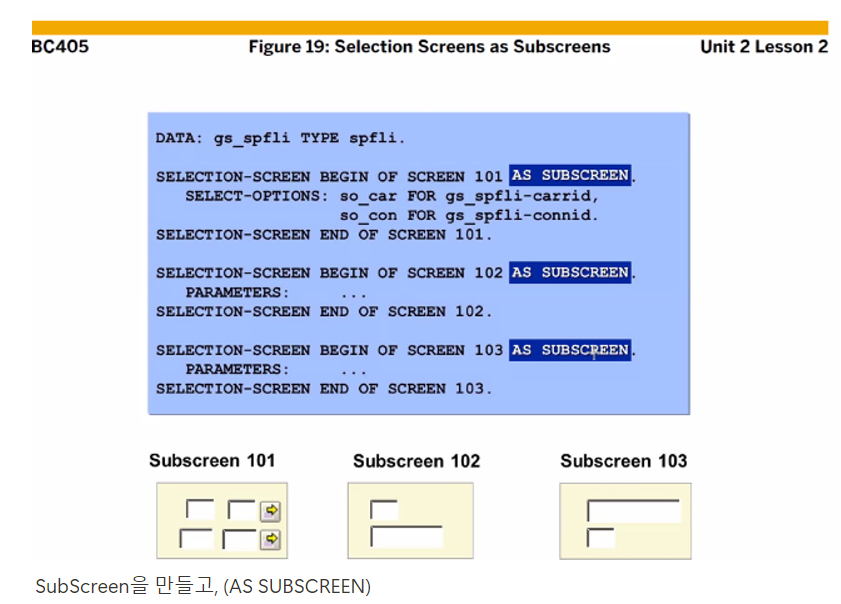 BC405 Figure 19: Selection Screens as Subscreens Unit 2 Lesson 2
DATA: gs_spfli TYPE spfli.
SELECTION-SCREEN BEGIN OF SCREEN 101 AS SUBSCREEN.
SELECT-OPTIONS: so_car FOR gs_spfli-carrid,
so_con FOR gs_spfli-connid.
SELECTION-SCREEN END OF SCREEN 101.
SELECTION-SCREEN BEGIN OF SCREEN 102 AS SUBSCREEN.
PARAMETERS: ...
SELECTION-SCREEN END OF SCREEN 102.
SELECTION-SCREEN BEGIN OF SCREEN 103 AS SUBSCREEN.
PARAMETERS: ...
SELECTION-SCREEN END OF SCREEN 103.
Subscreen 101 Subscreen 102 Subscreen 103
SubScreen을 만들고, (AS SUBSCREEN)